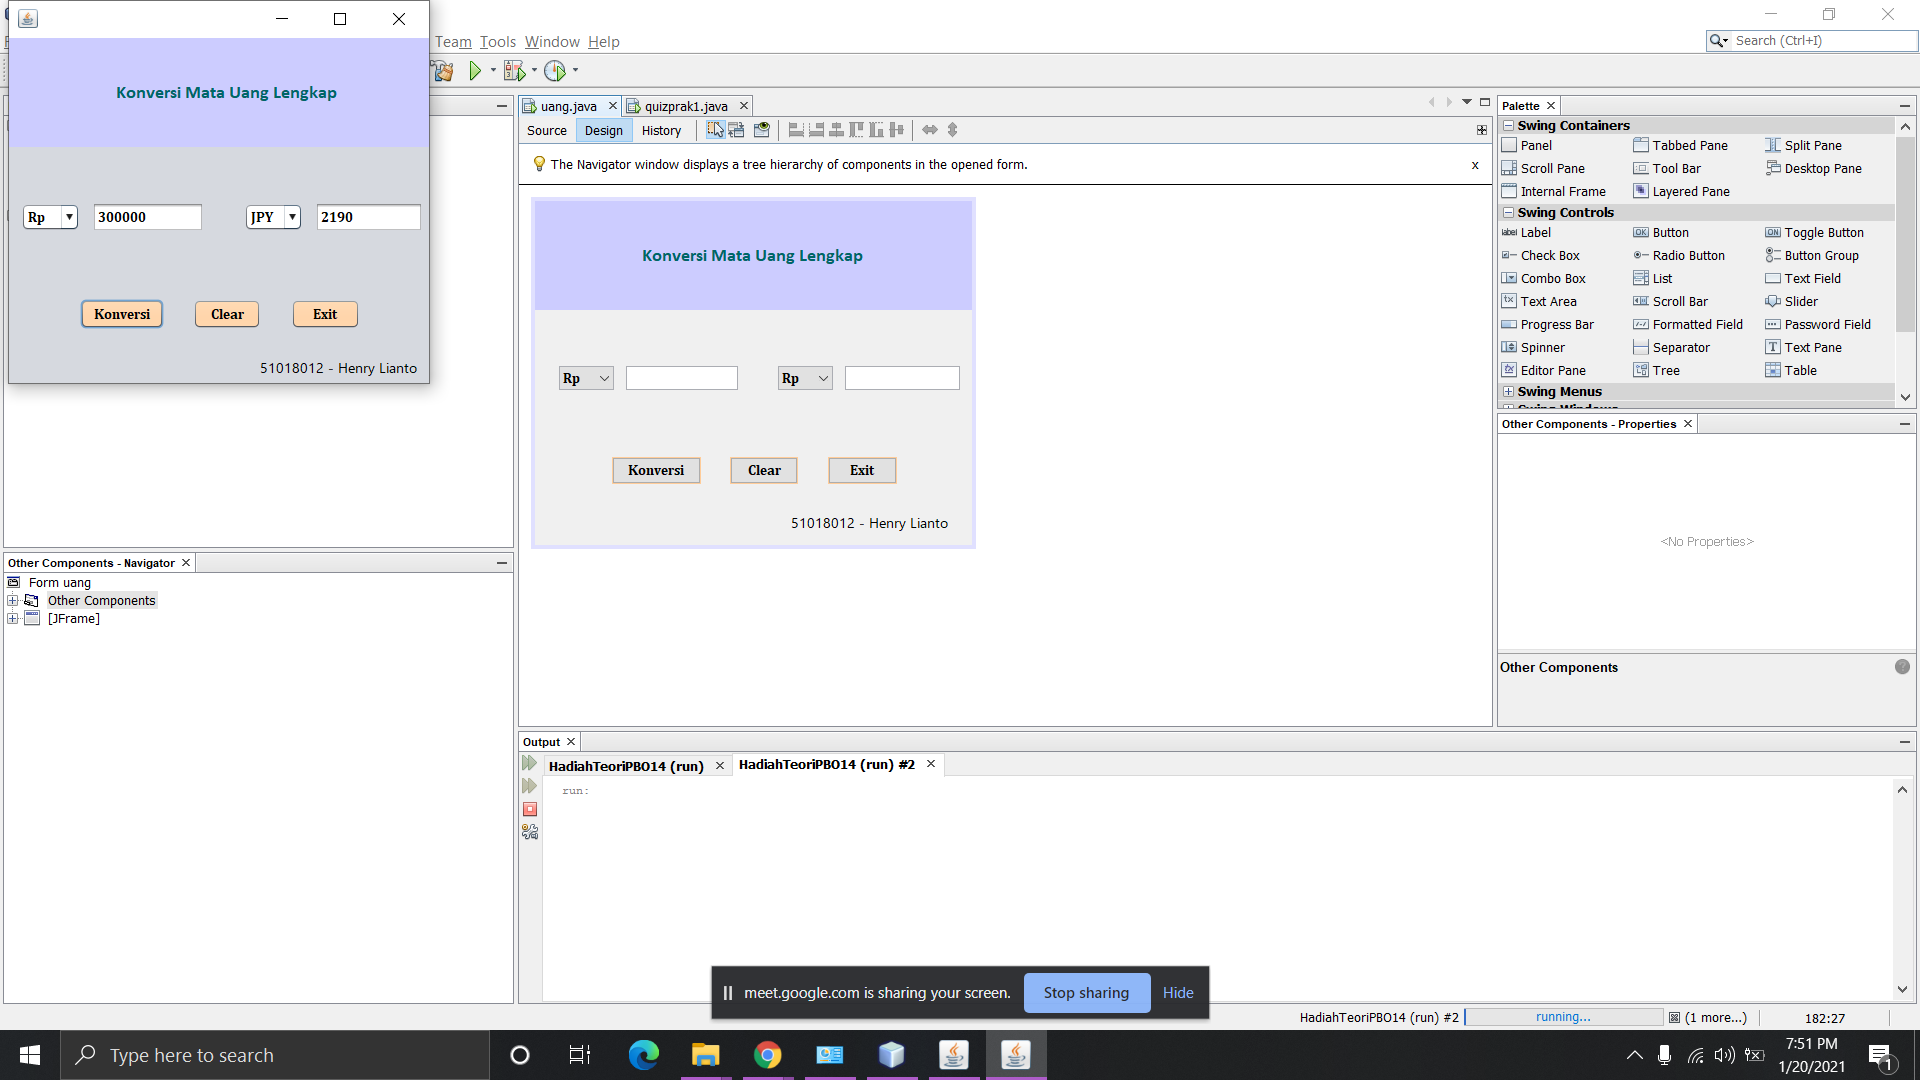 Team Tools Window Help
Search (Ctrl+I)
Konversi Mata Uang Lengkap
Rp 300000 JPY 2190
Konversi Clear Exit
51018012 - Henry Lianto
uang.java quizprak1.java
Source Design History
The Navigator window displays a tree hierarchy of components in the opened form. x
Konversi Mata Uang Lengkap
Rp Rp
Konversi Clear Exit
51018012 - Henry Lianto
Palette
Swing Containers
Panel Tabbed Pane Split Pane
Scroll Pane Tool Bar Desktop Pane
Internal Frame Layered Pane
Swing Controls
label Label OK Button ON Toggle Button
Check Box Radio Button Button Group
Combo Box List Text Field
Text Area Scroll Bar Slider
Progress Bar Formatted Field Password Field
Spinner Separator Text Pane
Editor Pane Tree Table
Swing Menus
Swing Windows
Other Components - Properties
<No Properties>
Other Components
Other Components - Navigator
Form uang
Other Components
[JFrame]
Output
HadiahTeoriPBO14 (run) HadiahTeoriPBO14 (run) #2
run:
meet.google.com is sharing your screen. Stop sharing Hide
HadiahTeoriPBO14 (run) #2 running... (1 more...) 182:27
Type here to search
7:51 PM
1/20/2021
1